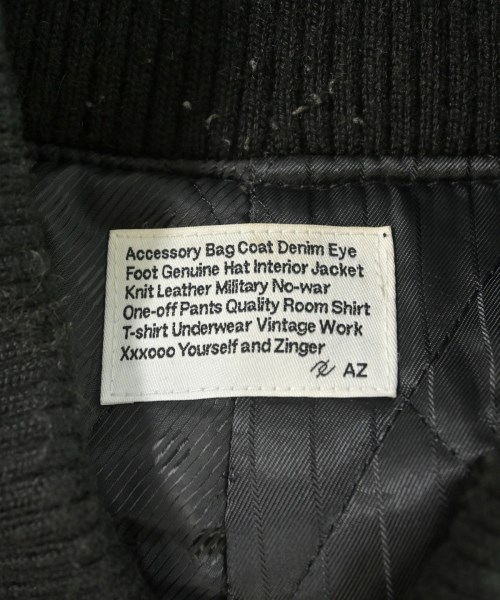 Accessory Bag Coat Denim Eye
Foot Genuine Hat Interior Jacket
Knit Leather Military No-war
One-off Pants Quality Room Shirt
T-shirt Underwear Vintage Work
Xxxooo Yourself and Zinger
AZ